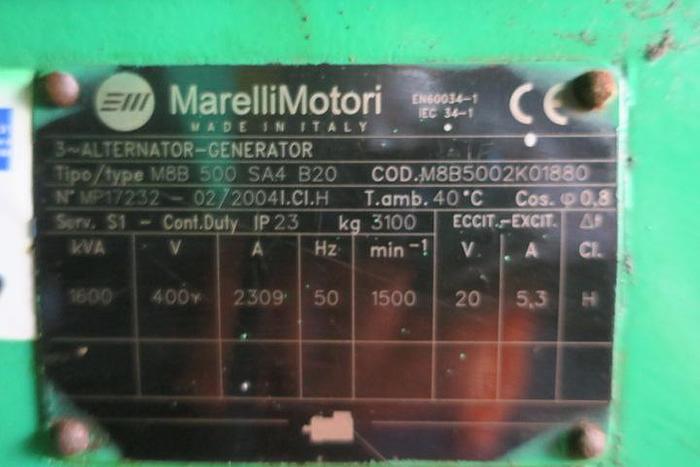 MarelliMotori
MADE IN ITALY
EN60034-1
IEC 34-1
CE
3~ALTERNATOR-GENERATOR
Tipo/type M8B 500 SA4 B20 COD.M8B5002K01880
N° MP17232 - 02/2004 I.Cl.H T.amb. 40°C Cos. φ 0,8
Serv. S1 - Cont.Duty IP 23 kg 3100 ECCIT.-EXCIT. Δt
kVA V A Hz min⁻¹ V A Cl.
1600 400Y 2309 50 1500 20 5,3 H